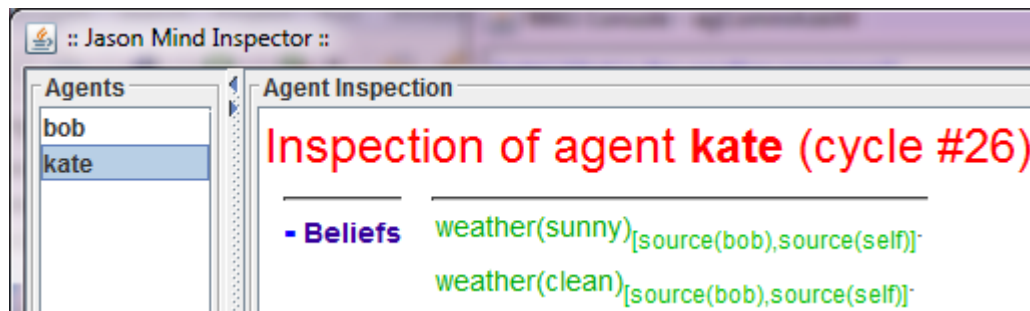 :: Jason Mind Inspector ::
Agents
bob
kate
Agent Inspection
Inspection of agent kate (cycle #26)
- Beliefs
weather(sunny)[source(bob),source(self)].
weather(clean)[source(bob),source(self)].